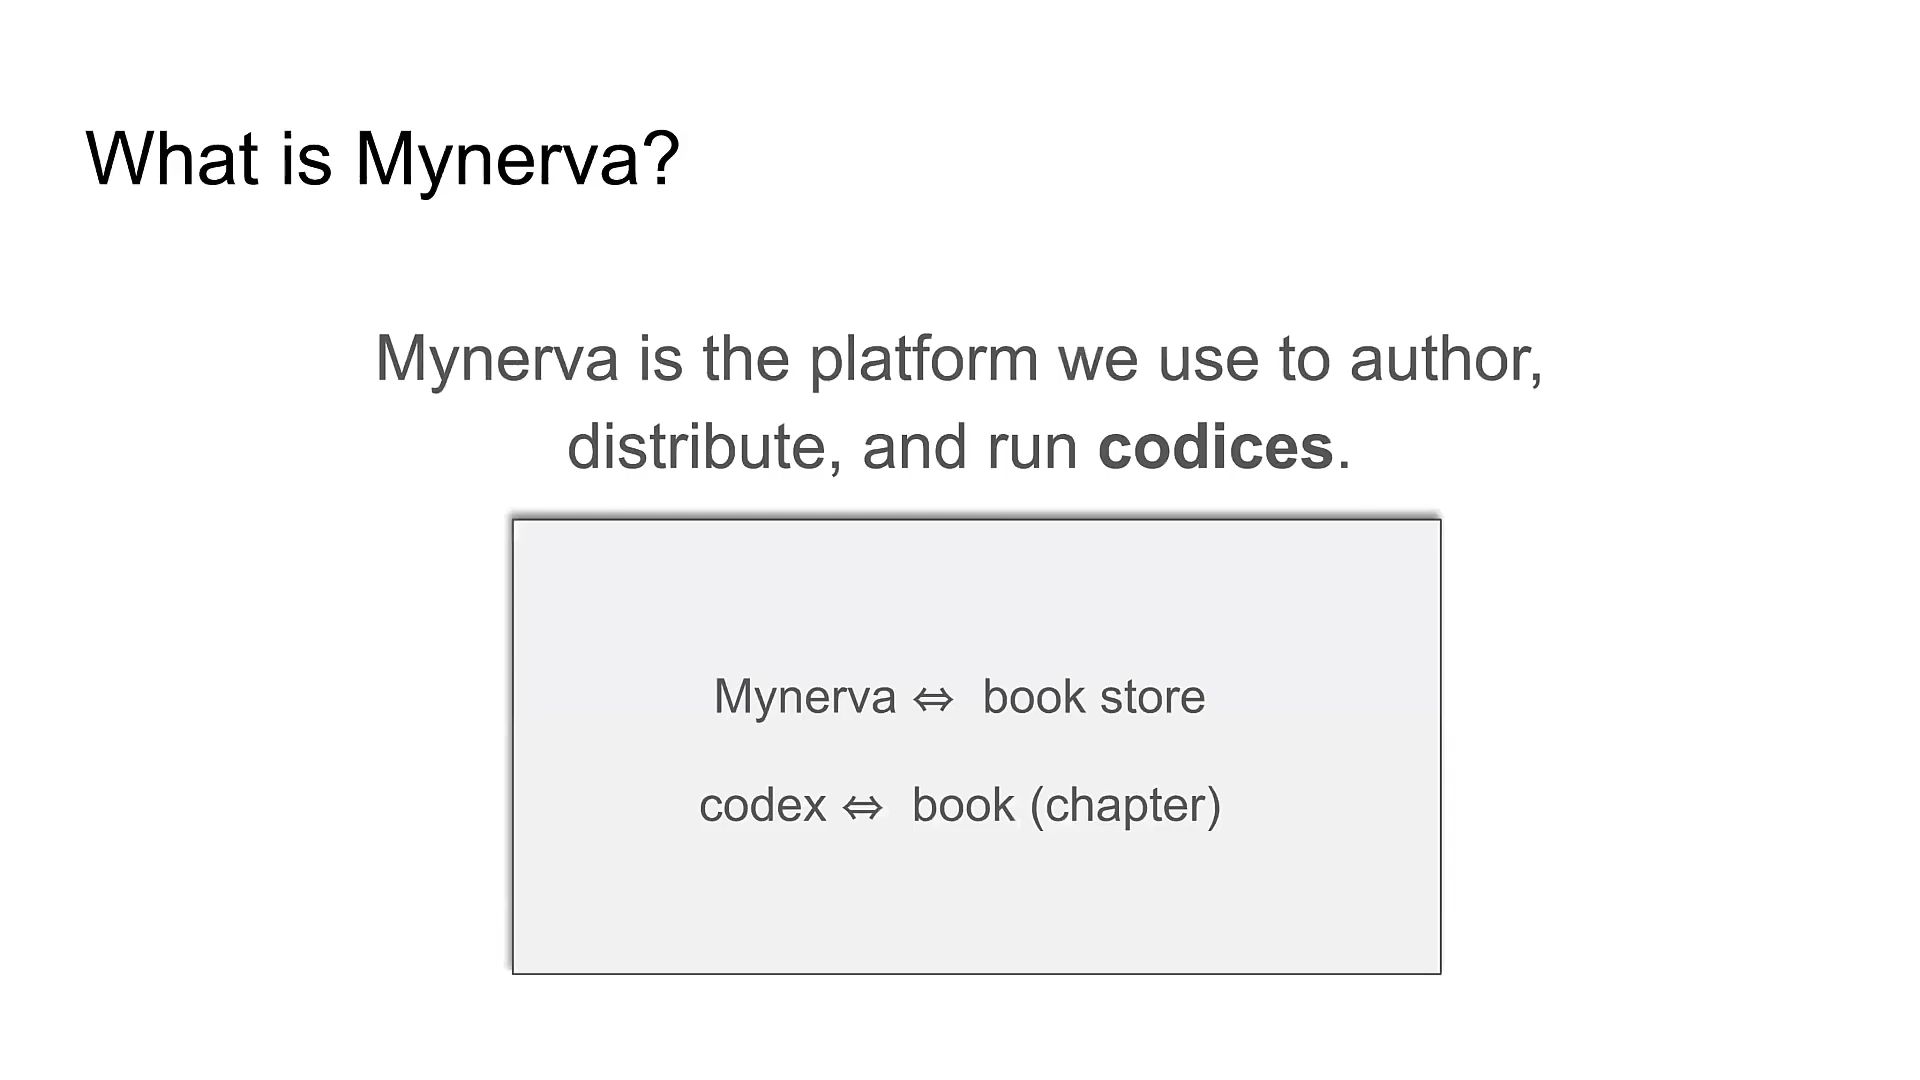 What is Mynerva?
Mynerva is the platform we use to author,
distribute, and run codices.
Mynerva ⇔ book store
codex ⇔ book (chapter)